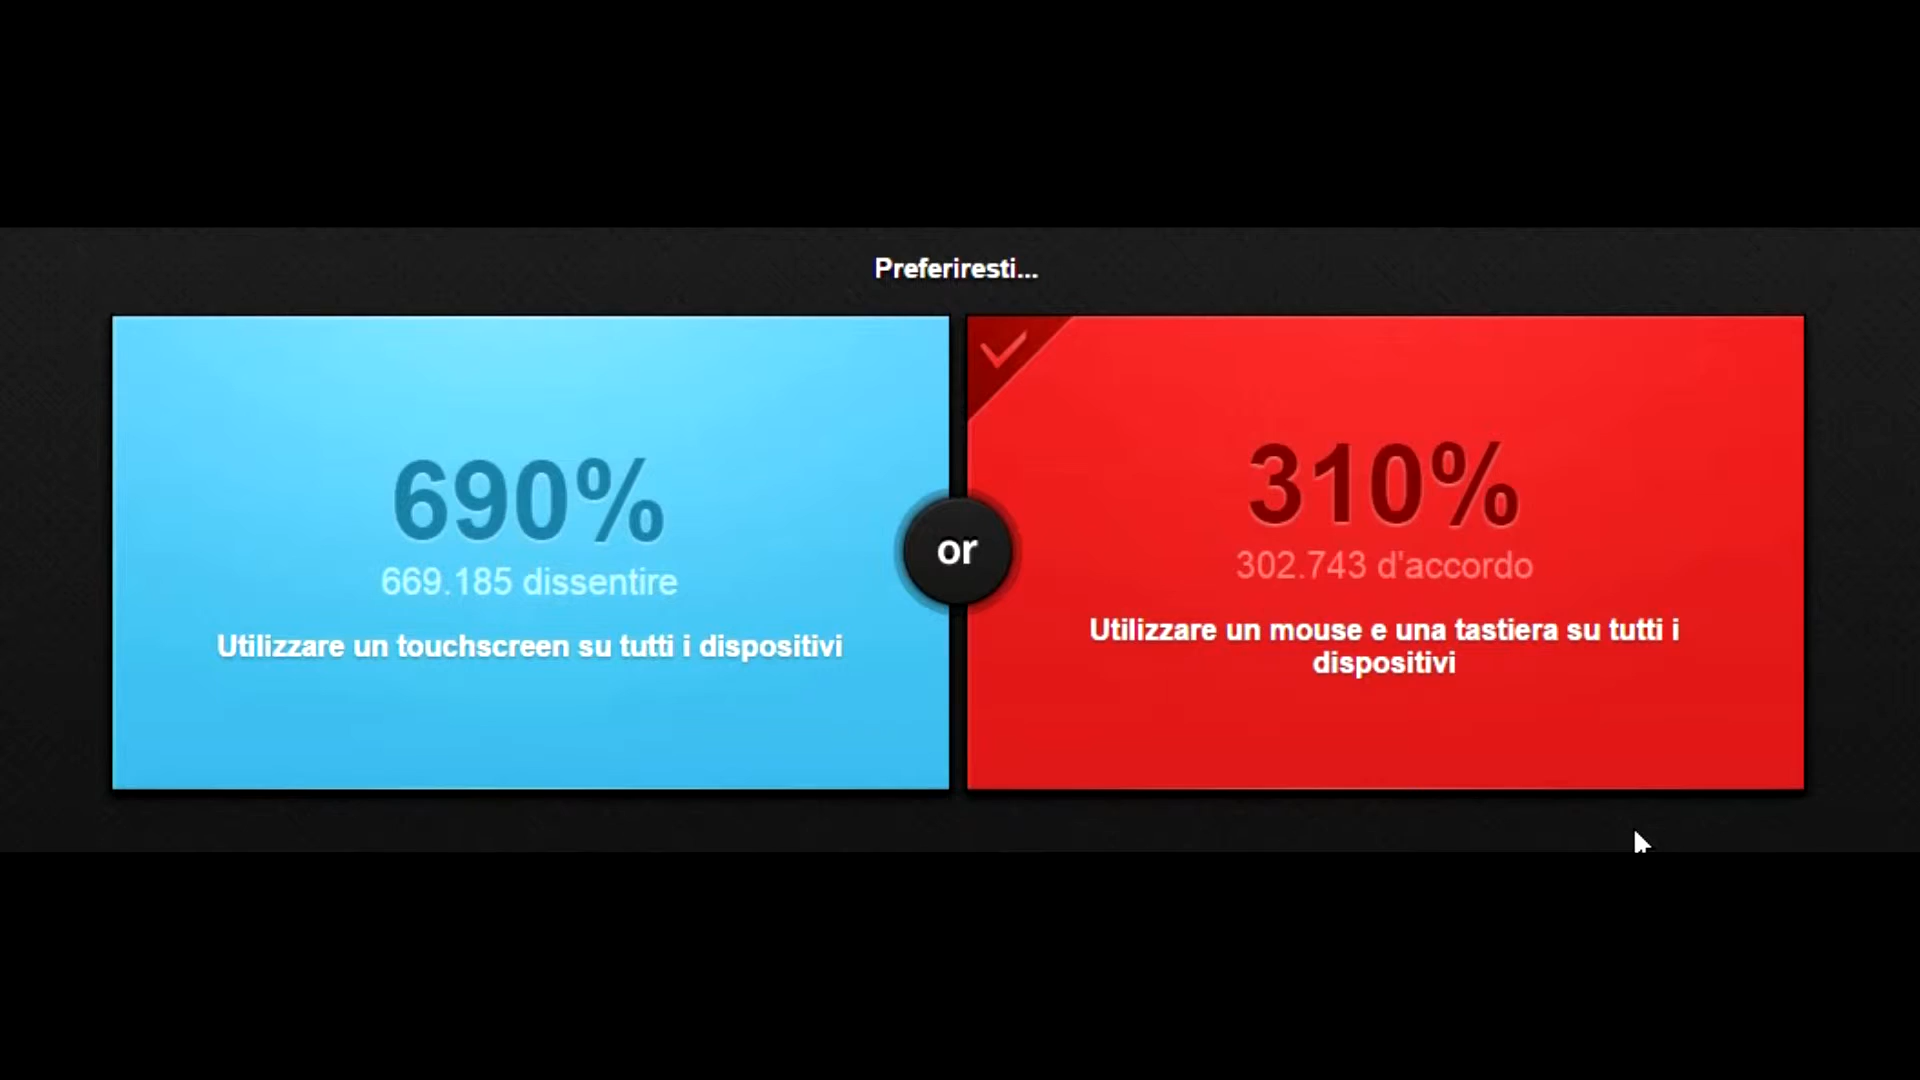 Preferiresti...
690%
669.185 dissentire
Utilizzare un touchscreen su tutti i dispositivi
or
310%
302.743 d'accordo
Utilizzare un mouse e una tastiera su tutti i
dispositivi